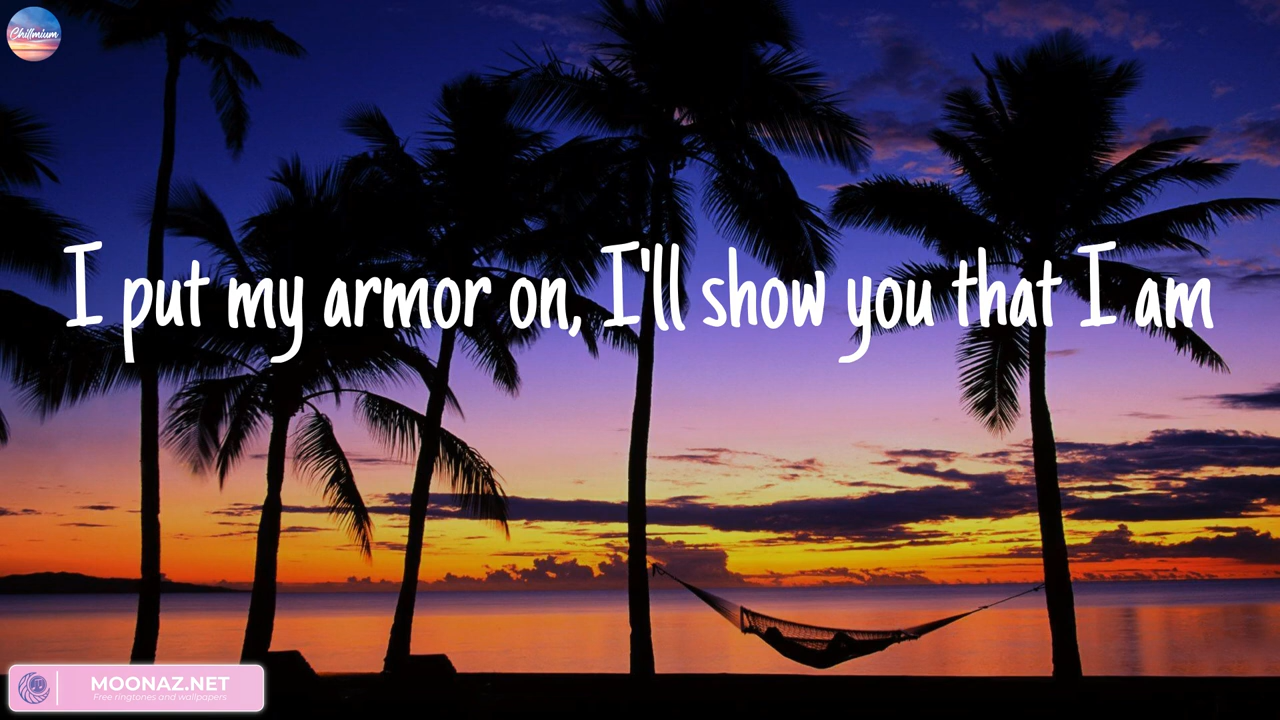 Chillmium
I put my armor on, I'll show you that I am
MOONAZ.NET
Free ringtones and wallpapers